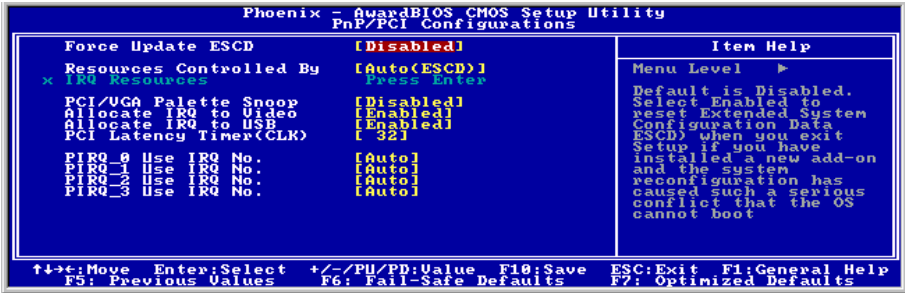 Phoenix - AwardBIOS CMOS Setup Utility
PnP/PCI Configurations
Force Update ESCD [Disabled]
Resources Controlled By [Auto(ESCD)]
x IRQ Resources Press Enter
PCI/VGA Palette Snoop [Disabled]
Allocate IRQ to Video [Enabled]
Allocate IRQ to USB [Enabled]
PCI Latency Timer(CLK) [ 32]
PIRQ_0 Use IRQ No. [Auto]
PIRQ_1 Use IRQ No. [Auto]
PIRQ_2 Use IRQ No. [Auto]
PIRQ_3 Use IRQ No. [Auto]
Item Help
Menu Level ►
Default is Disabled.
Select Enabled to
reset Extended System
Configuration Data
ESCD) when you exit
Setup if you have
installed a new add-on
and the system
reconfiguration has
caused such a serious
conflict that the OS
cannot boot
↑↓→←:Move Enter:Select +/-/PU/PD:Value F10:Save ESC:Exit F1:General Help
F5: Previous Values F6: Fail-Safe Defaults F7: Optimized Defaults